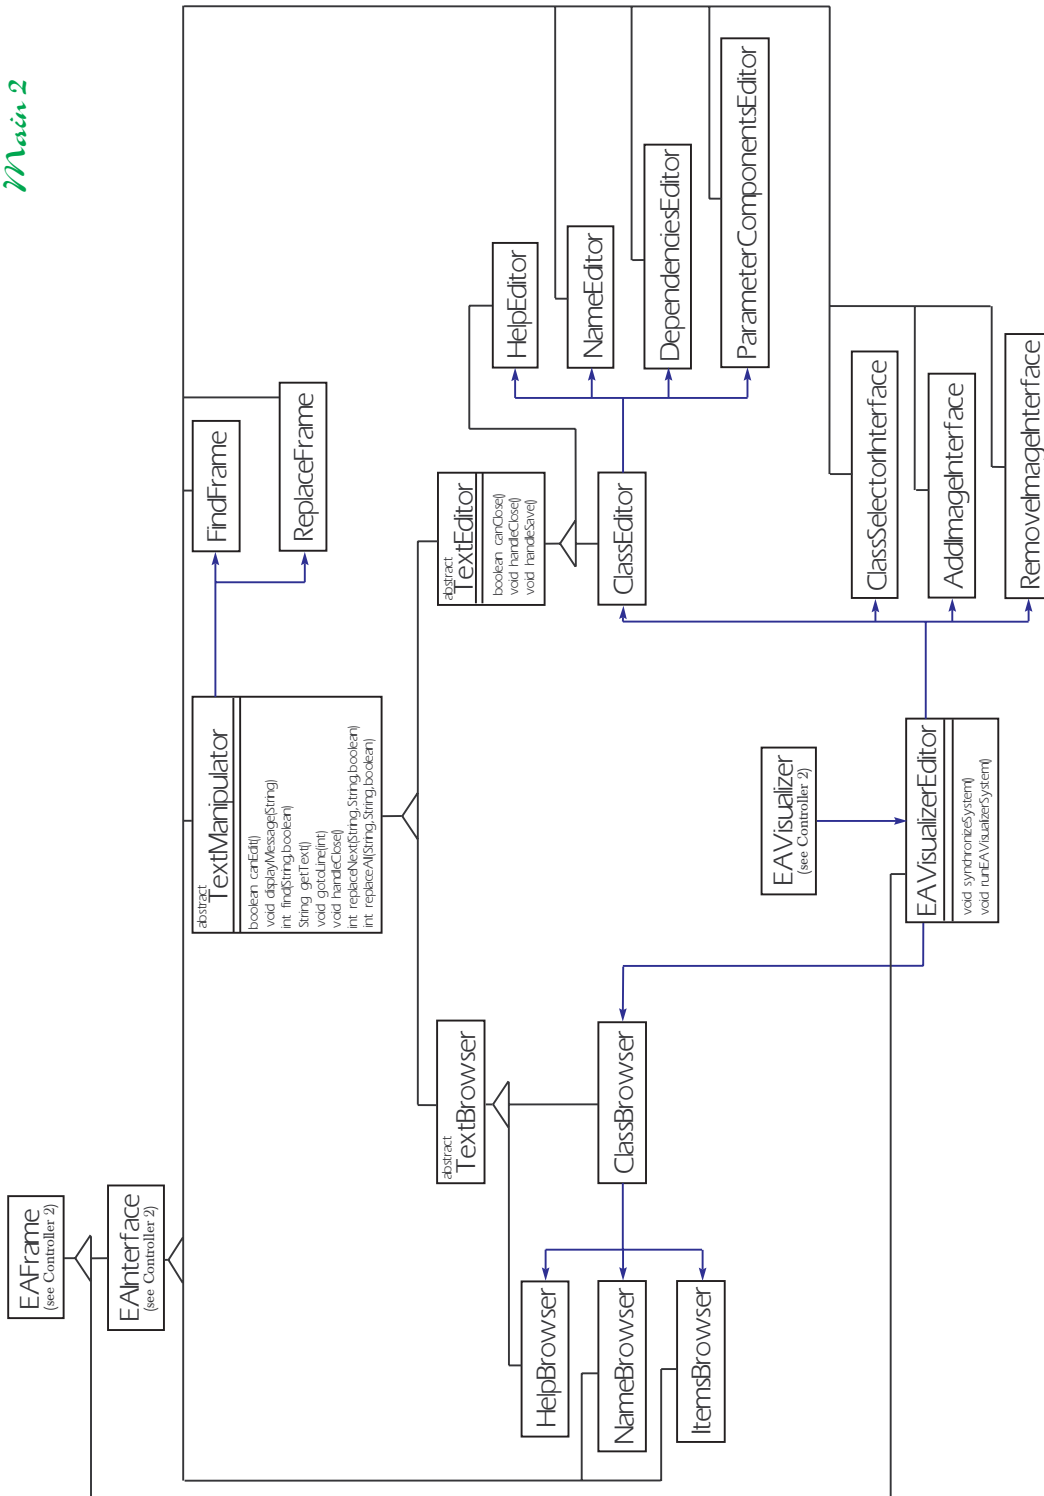 Main 2
EAFrame
(see Controller 2)
EAInterface
(see Controller 2)
abstract
TextManipulator
boolean canEdit()
void displayMessage(String)
int find(String,boolean)
String getText()
void gotoLine(int)
void handleClose()
int replaceNext(String,String,boolean)
int replaceAll(String,String,boolean)
FindFrame
ReplaceFrame
abstract
TextBrowser
abstract
TextEditor
boolean canClose()
void handleClose()
void handleSave()
HelpBrowser
NameBrowser
ItemsBrowser
ClassBrowser
ClassEditor
HelpEditor
NameEditor
DependenciesEditor
ParameterComponentsEditor
EAVisualizer
(see Controller 2)
EAVisualizerEditor
void synchronizeSystem()
void runEAVisualizerSystem()
ClassSelectorInterface
AddImageInterface
RemoveImageInterface